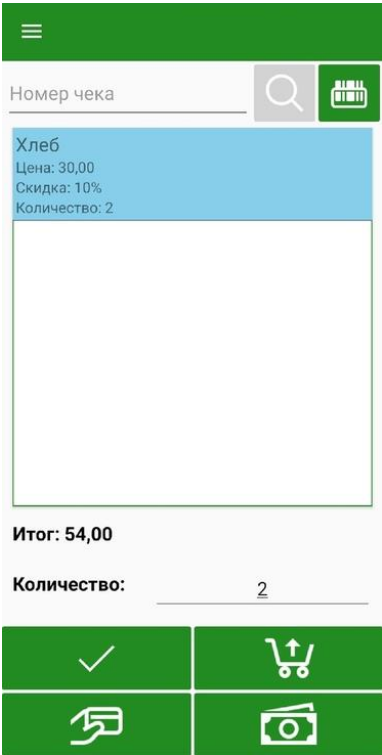 Номер чека
Хлеб
Цена: 30,00
Скидка: 10%
Количество: 2
Итог: 54,00
Количество: 2